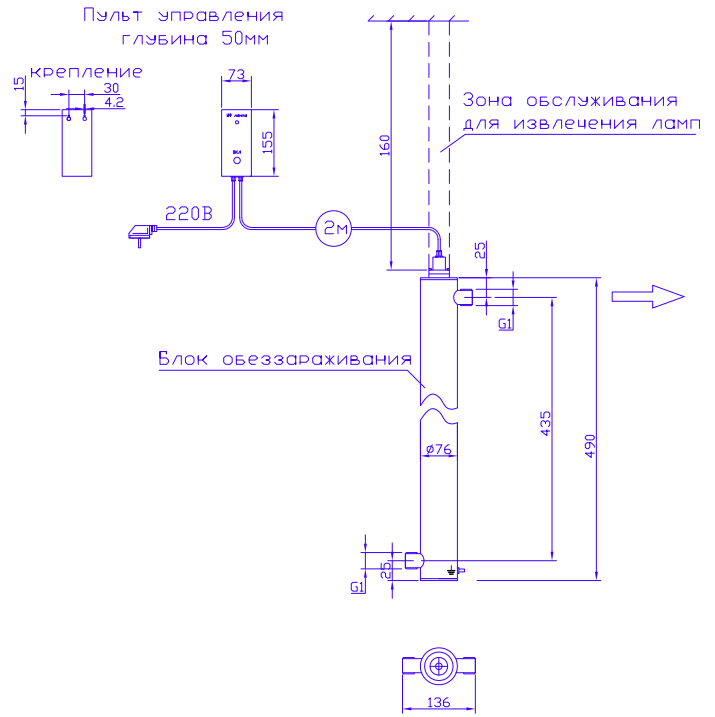 Пульт управления
глубина 50мм
крепление
15
30
4.2
73
155
ВКЛ
220В
2м
160
Зона обслуживания
для извлечения ламп
25
G1
Блок обеззараживания
435
490
ø76
G1
25
136